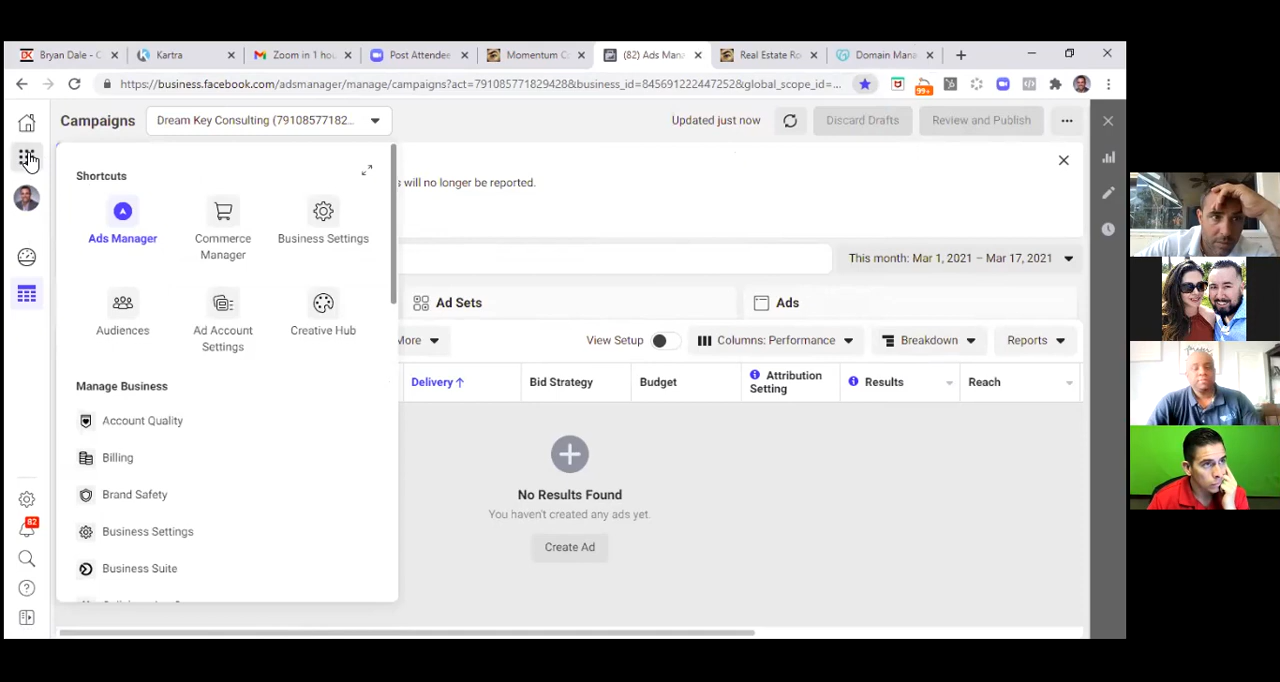 Bryan Dale - C
Kartra
Zoom in 1 hou
Post Attendee
Momentum Co
(82) Ads Mana
Real Estate Ro
Domain Mana
https://business.facebook.com/adsmanager/manage/campaigns?act=791085771829428&business_id=8456912224447252&global_scope_id=...
99+
Campaigns
Dream Key Consulting (79108577182...
Updated just now
Discard Drafts
Review and Publish
Shortcuts
s will no longer be reported.
Ads Manager
Commerce Manager
Business Settings
This month: Mar 1, 2021 – Mar 17, 2021
Audiences
Ad Account Settings
Creative Hub
Ad Sets
Ads
More
View Setup
Columns: Performance
Breakdown
Reports
Manage Business
Delivery↑
Bid Strategy
Budget
Attribution Setting
Results
Reach
Account Quality
Billing
Brand Safety
Business Settings
Business Suite
No Results Found
You haven't created any ads yet.
Create Ad
82